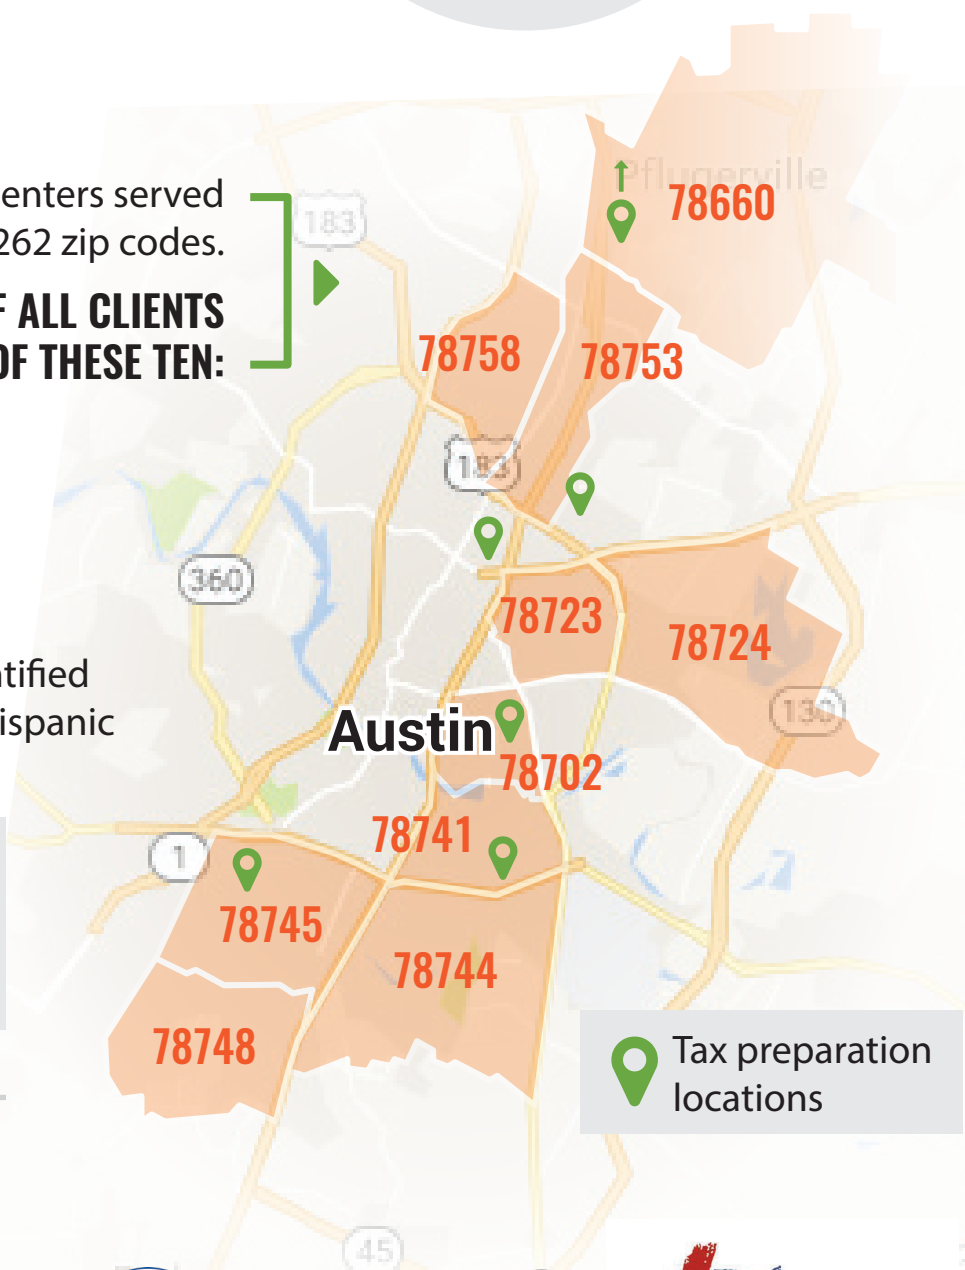 enters served
262 zip codes.
F ALL CLIENTS
OF THESE TEN:
Pflugerville
78660
183
78758
78753
183
360
78723
78724
tified
ispanic
Austin
130
78702
78741
1
78745
78744
78748
Tax preparation
locations
45